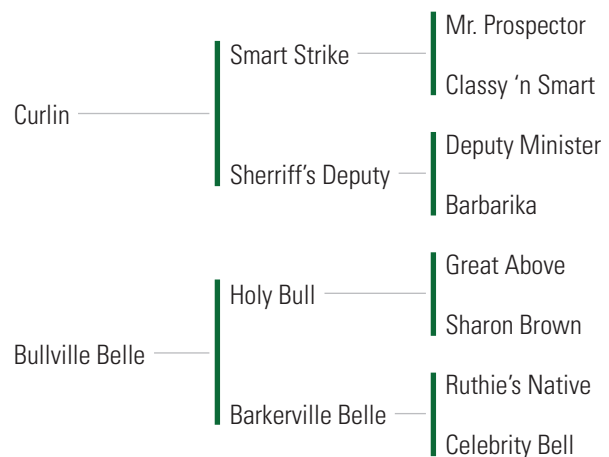 Mr. Prospector
Smart Strike
Classy ‘n Smart
Curlin
Deputy Minister
Sherriff’s Deputy
Barbarika
Great Above
Holy Bull
Sharon Brown
Bullville Belle
Ruthie’s Native
Barkerville Belle
Celebrity Bell